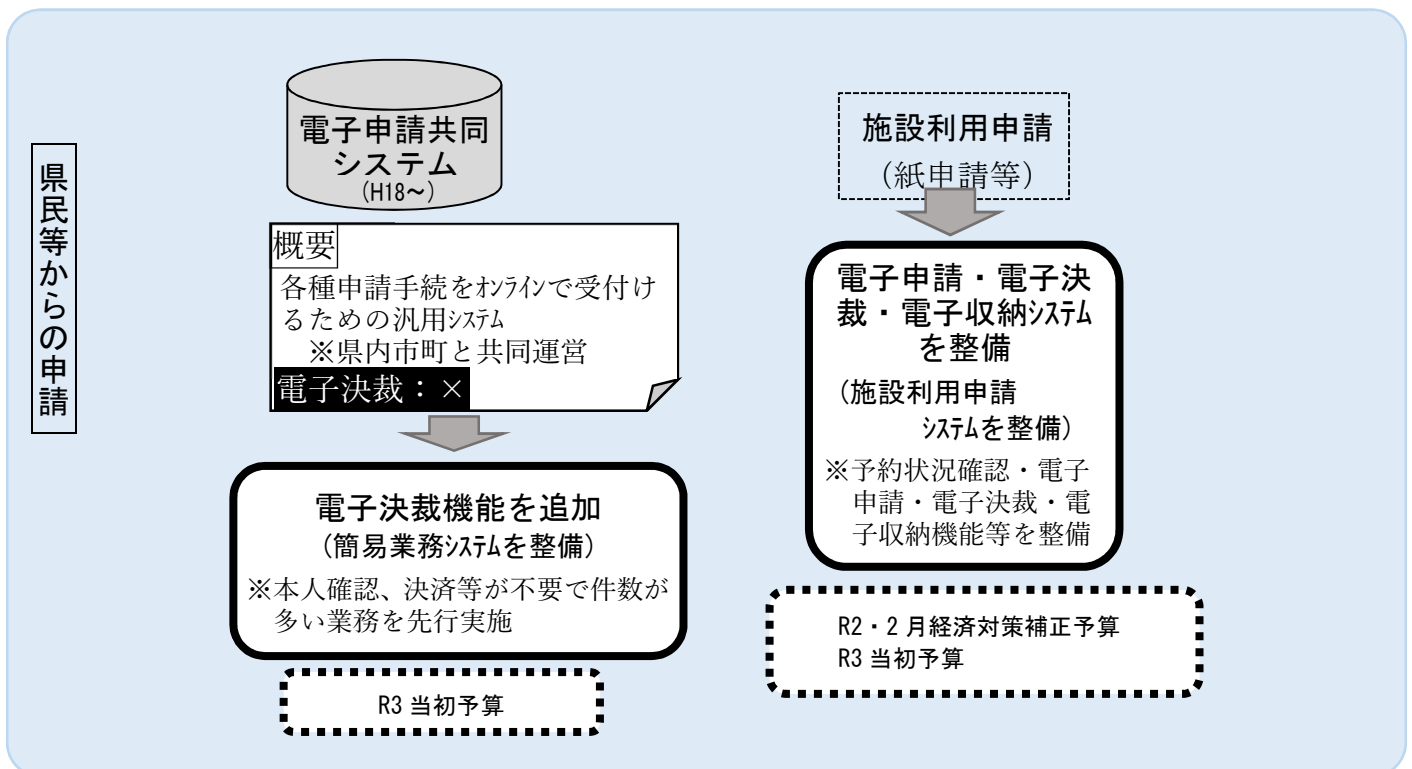 県民等からの申請
電子申請共同
システム
(H18~)
概要
各種申請手続をｵﾝﾗｲﾝで受付け
るための汎用ｼｽﾃﾑ
※県内市町と共同運営
電子決裁：×
電子決裁機能を追加
(簡易業務ｼｽﾃﾑを整備)
※本人確認、決済等が不要で件数が
多い業務を先行実施
R3 当初予算
施設利用申請
(紙申請等)
電子申請・電子決
裁・電子収納ｼｽﾃﾑ
を整備
(施設利用申請
ｼｽﾃﾑを整備)
※予約状況確認・電子
申請・電子決裁・電
子収納機能等を整備
R2・2 月経済対策補正予算
R3 当初予算